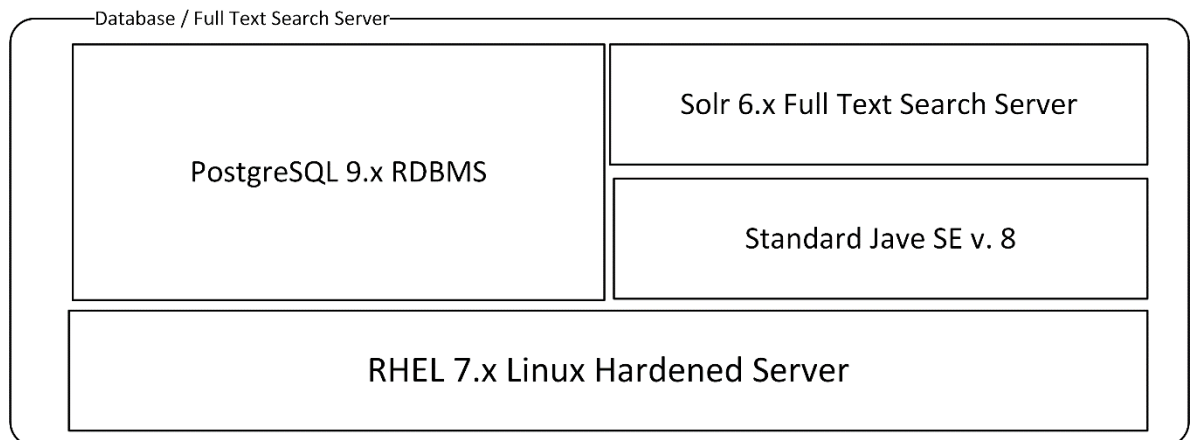 Database / Full Text Search Server
Solr 6.x Full Text Search Server
PostgreSQL 9.x RDBMS
Standard Jave SE v. 8
RHEL 7.x Linux Hardened Server